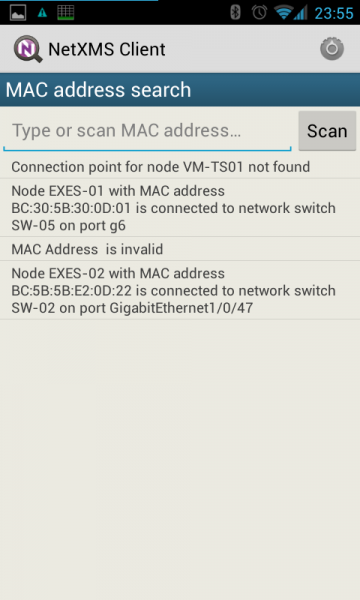 23:55
NetXMS Client
MAC address search
Type or scan MAC address...
Scan
Connection point for node VM-TS01 not found
Node EXES-01 with MAC address
BC:30:5B:30:0D:01 is connected to network switch
SW-05 on port g6
MAC Address  is invalid
Node EXES-02 with MAC address
BC:5B:5B:E2:0D:22 is connected to network switch
SW-02 on port GigabitEthernet1/0/47